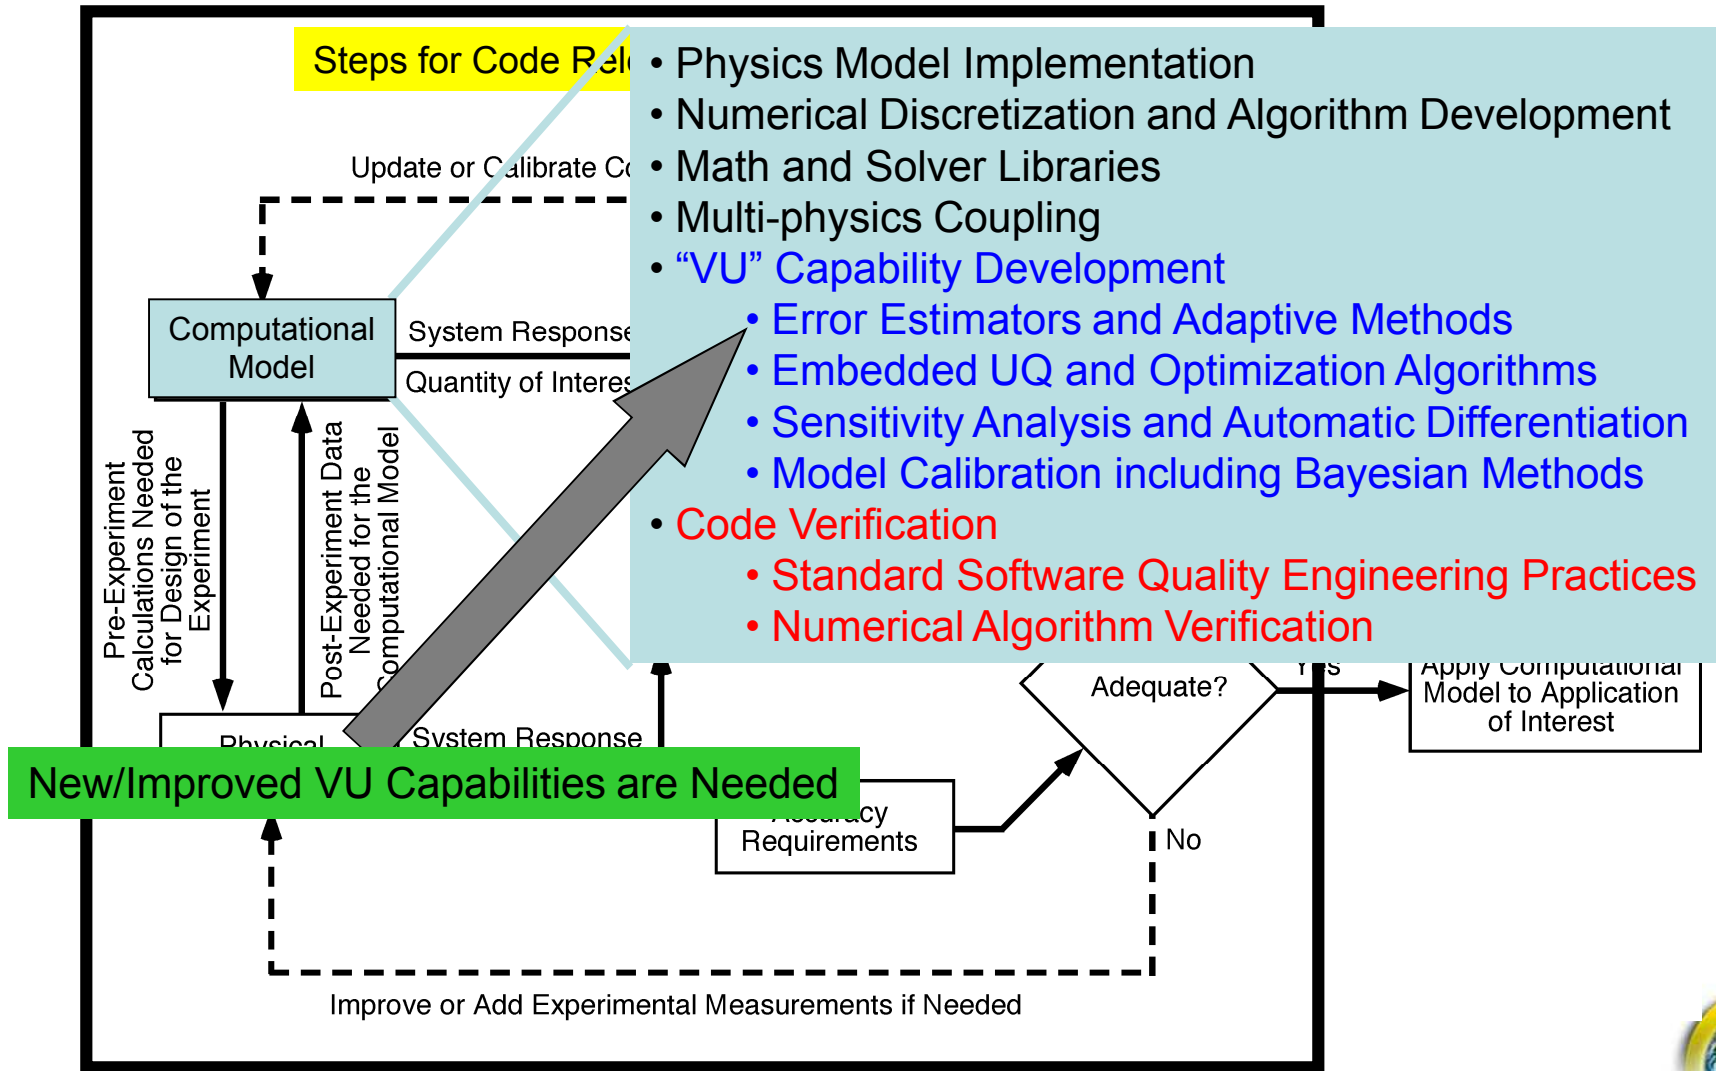 Steps for Code
• Physics Model Implementation
• Numerical Discretization and Algorithm Development
• Math and Solver Libraries
• Multi-physics Coupling
• “VU” Capability Development
• Error Estimators and Adaptive Methods
• Embedded UQ and Optimization Algorithms
• Sensitivity Analysis and Automatic Differentiation
• Model Calibration including Bayesian Methods
• Code Verification
• Standard Software Quality Engineering Practices
• Numerical Algorithm Verification
Update or Calibrate
Computational
Model
System Response
Quantity of
Pre-Experiment
Calculations Needed
for Design of the
Experiment
Post-Experiment Data
Needed for the
Computational Model
Physical
System Response
New/Improved VU Capabilities are Needed
Accuracy
Requirements
Adequate?
Yes
No
Apply Computational
Model to Application
of Interest
Improve or Add Experimental Measurements if Needed